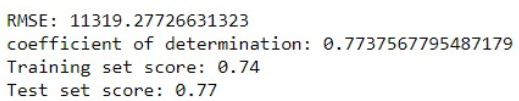 RMSE: 11319.27726631323
coefficient of determination: 0.7737567795487179
Training set score: 0.74
Test set score: 0.77